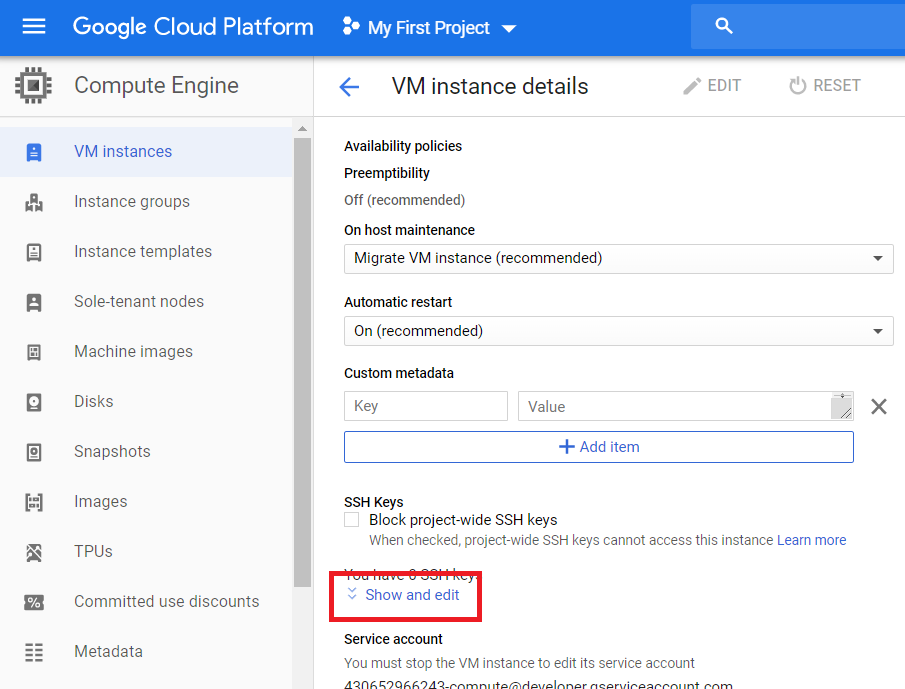 Google Cloud Platform My First Project
Compute Engine
VM instances
Instance groups
Instance templates
Sole-tenant nodes
Machine images
Disks
Snapshots
Images
TPUs
Committed use discounts
Metadata
VM instance details EDIT RESET
Availability policies
Preemptibility
Off (recommended)
On host maintenance
Migrate VM instance (recommended)
Automatic restart
On (recommended)
Custom metadata
Key Value
Add item
SSH Keys
Block project-wide SSH keys
When checked, project-wide SSH keys cannot access this instance Learn more
You have 0 SSH keys
Show and edit
Service account
You must stop the VM instance to edit its service account
430652966243-compute@developer.gserviceaccount.com